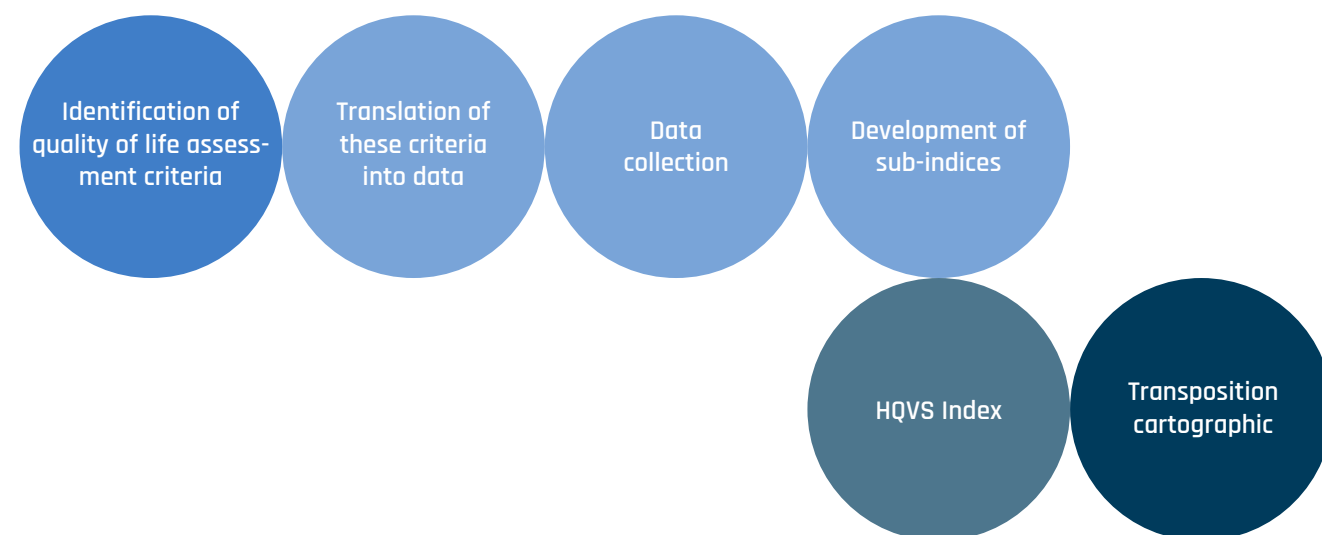 Identification of
quality of life assess-
ment criteria
Translation of
these criteria
into data
Data
collection
Development of
sub-indices
HQVS Index
Transposition
cartographic